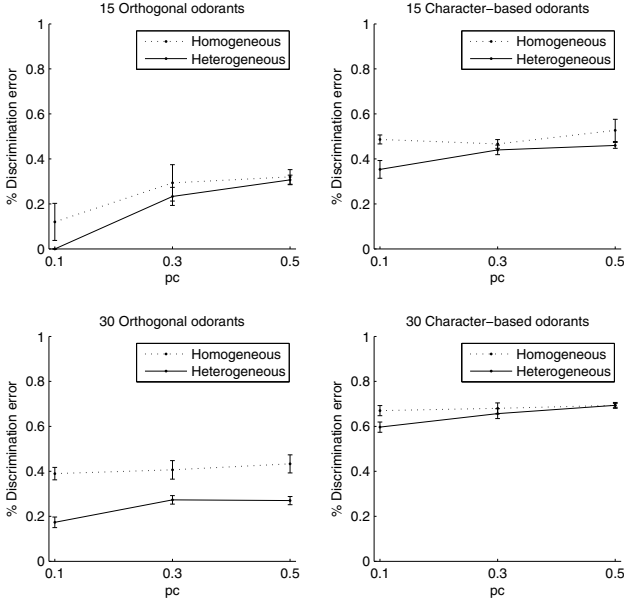 15 Orthogonal odorants
1
0.8
0.6
0.4
0.2
0
% Discrimination error
Homogeneous
Heterogeneous
0.1
0.3
0.5
pc
15 Character−based odorants
1
0.8
0.6
0.4
0.2
0
% Discrimination error
Homogeneous
Heterogeneous
0.1
0.3
0.5
pc
30 Orthogonal odorants
1
0.8
0.6
0.4
0.2
0
% Discrimination error
Homogeneous
Heterogeneous
0.1
0.3
0.5
pc
30 Character−based odorants
1
0.8
0.6
0.4
0.2
0
% Discrimination error
Homogeneous
Heterogeneous
0.1
0.3
0.5
pc